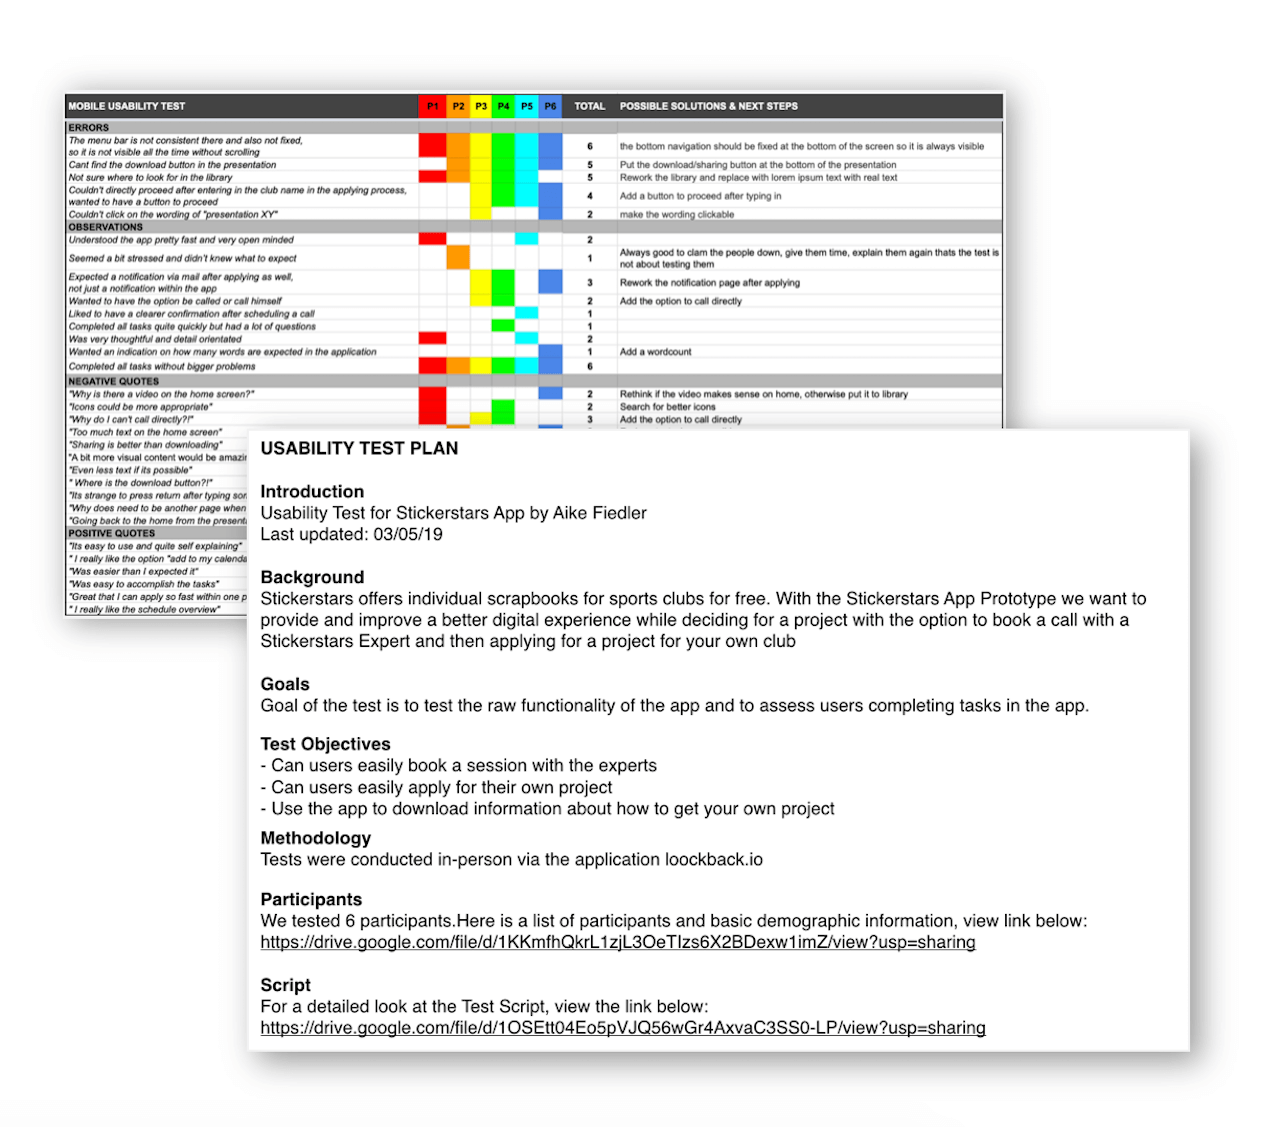 MOBILE USABILITY TEST P1 P2 P3 P4 P5 P6 TOTAL POSSIBLE SOLUTIONS & NEXT STEPS
ERRORS
The menu bar is not consistent there and also not fixed,
so it is not visible all the time without scrolling 6 the bottom navigation should be fixed at the bottom of the screen so it is always visible
Cant find the download button in the presentation 5 Put the download/sharing button at the bottom of the presentation
Not sure where to look for in the library 5 Rework the library and replace with lorem ipsum text with real text
Couldn't directly proceed after entering in the club name in the applying process,
wanted to have a button to proceed 4 Add a button to proceed after typing in
Couldn't click on the wording of "presentation XY" 2 make the wording clickable
OBSERVATIONS
Understood the app pretty fast and very open minded 2
Seemed a bit stressed and didn't knew what to expect 1 Always good to clam the people down, give them time, explain them again thats the test is
not about testing them
Expected a notification via mail after applying as well,
not just a notification within the app 3 Rework the notification page after applying
Wanted to have the option be called or call himself 2 Add the option to call directly
Liked to have a clearer confirmation after scheduling a call 1
Completed all tasks quite quickly but had a lot of questions 1
Was very thoughtful and detail orientated 2
Wanted an indication on how many words are expected in the application 1 Add a wordcount
Completed all tasks without bigger problems 6
NEGATIVE QUOTES
"Why is there a video on the home screen?" 2 Rethink if the video makes sense on home, otherwise put it to library
"Icons could be more appropriate" 2 Search for better icons
"Why do I can't call directly?!" 3 Add the option to call directly
"Too much text on the home screen"
"Sharing is better than downloading"
"A bit more visual content would be amazi
"Even less text if its possible"
" Where is the download button?!"
"Its strange to press return after typing son
"Why does need to be another page when
"Going back to the home from the present
POSITIVE QUOTES
"Its easy to use and quite self explaining"
" I really like the option "add to my calenda
"Was easier than I expected it"
"Was easy to accomplish the tasks"
"Great that I can apply so fast within one p
" I really like the schedule overview"
USABILITY TEST PLAN
Introduction
Usability Test for Stickerstars App by Aike Fiedler
Last updated: 03/05/19
Background
Stickerstars offers individual scrapbooks for sports clubs for free. With the Stickerstars App Prototype we want to
provide and improve a better digital experience while deciding for a project with the option to book a call with a
Stickerstars Expert and then applying for a project for your own club
Goals
Goal of the test is to test the raw functionality of the app and to assess users completing tasks in the app.
Test Objectives
- Can users easily book a session with the experts
- Can users easily apply for their own project
- Use the app to download information about how to get your own project
Methodology
Tests were conducted in-person via the application loockback.io
Participants
We tested 6 participants.Here is a list of participants and basic demographic information, view link below:
https://drive.google.com/file/d/1KKmfhQkrL1zjL3OeTIzs6X2BDexw1imZ/view?usp=sharing
Script
For a detailed look at the Test Script, view the link below:
https://drive.google.com/file/d/1OSEtt04Eo5pVJQ56wGr4AxvaC3SS0-LP/view?usp=sharing